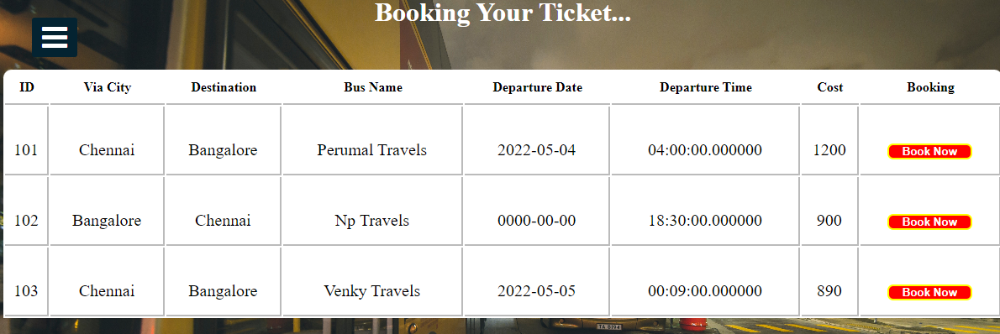 Booking Your Ticket...
ID Via City Destination Bus Name Departure Date Departure Time Cost Booking
101 Chennai Bangalore Perumal Travels 2022-05-04 04:00:00.000000 1200 Book Now
102 Bangalore Chennai Np Travels 0000-00-00 18:30:00.000000 900 Book Now
103 Chennai Bangalore Venky Travels 2022-05-05 00:09:00.000000 890 Book Now